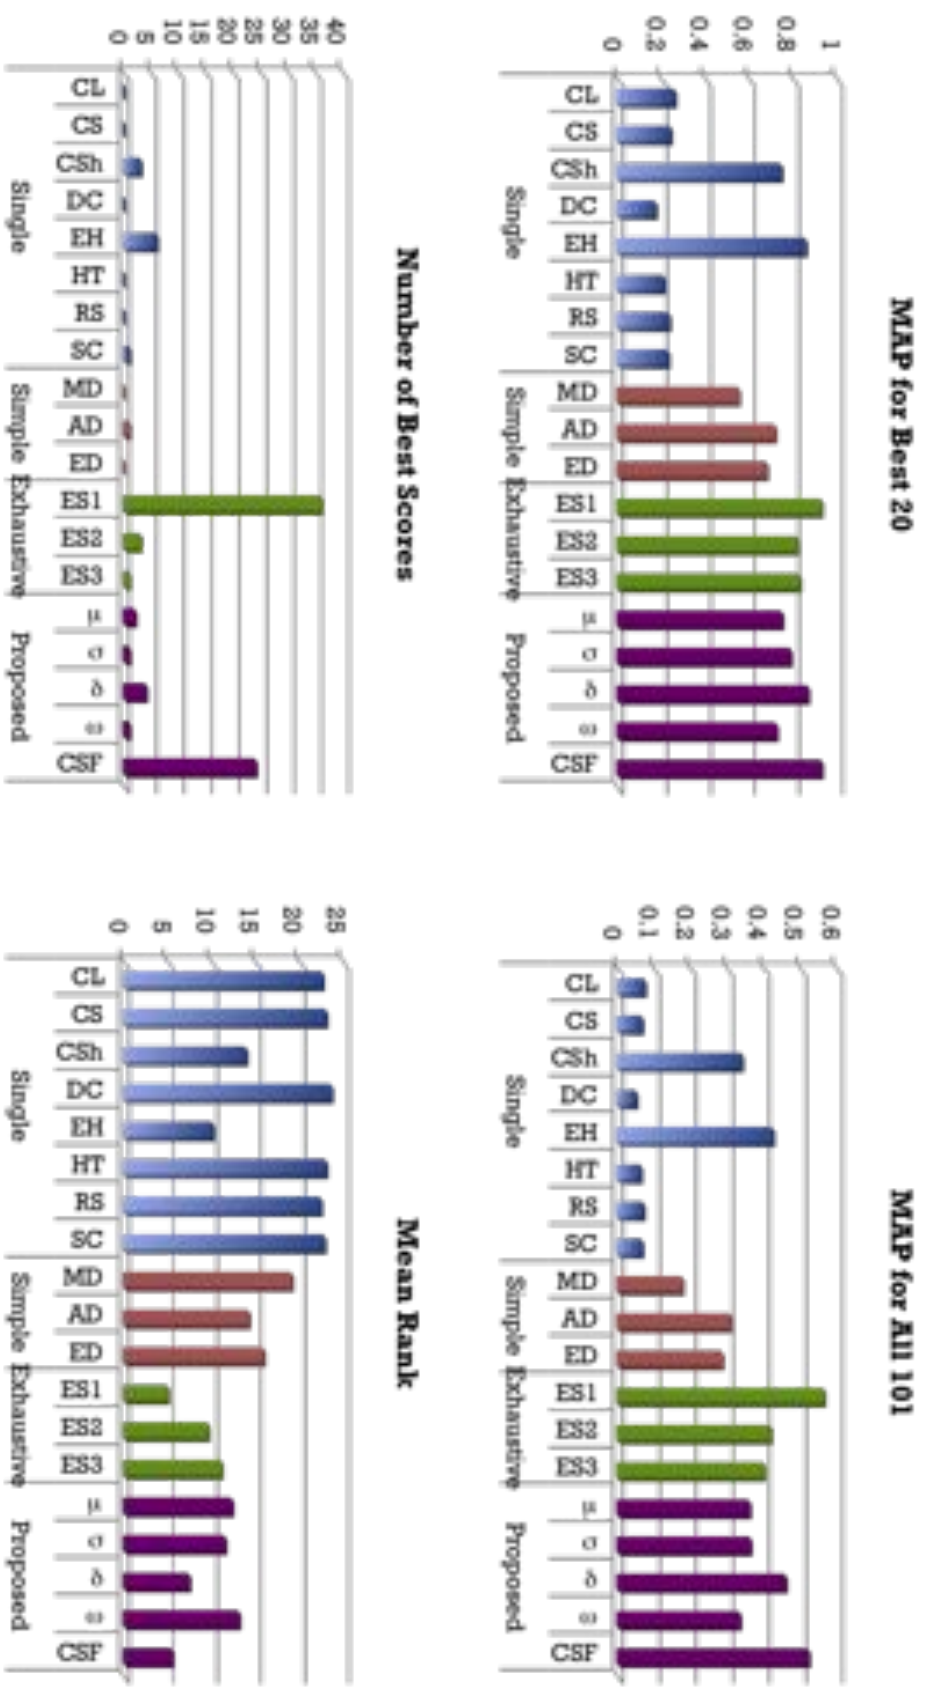 MAP for Best 20
1
0.8
0.6
0.4
0.2
0
CL CS CSh DC EH HT RS SC MD AD ED ES1 ES2 ES3 μ σ δ ω CSF
Single Simple Exhaustive Proposed
MAP for All 101
0.6
0.5
0.4
0.3
0.2
0.1
0
CL CS CSh DC EH HT RS SC MD AD ED ES1 ES2 ES3 μ σ δ ω CSF
Single Simple Exhaustive Proposed
Number of Best Scores
40
35
30
25
20
15
10
5
0
CL CS CSh DC EH HT RS SC MD AD ED ES1 ES2 ES3 μ σ δ ω CSF
Single Simple Exhaustive Proposed
Mean Rank
25
20
15
10
5
0
CL CS CSh DC EH HT RS SC MD AD ED ES1 ES2 ES3 μ σ δ ω CSF
Single Simple Exhaustive Proposed